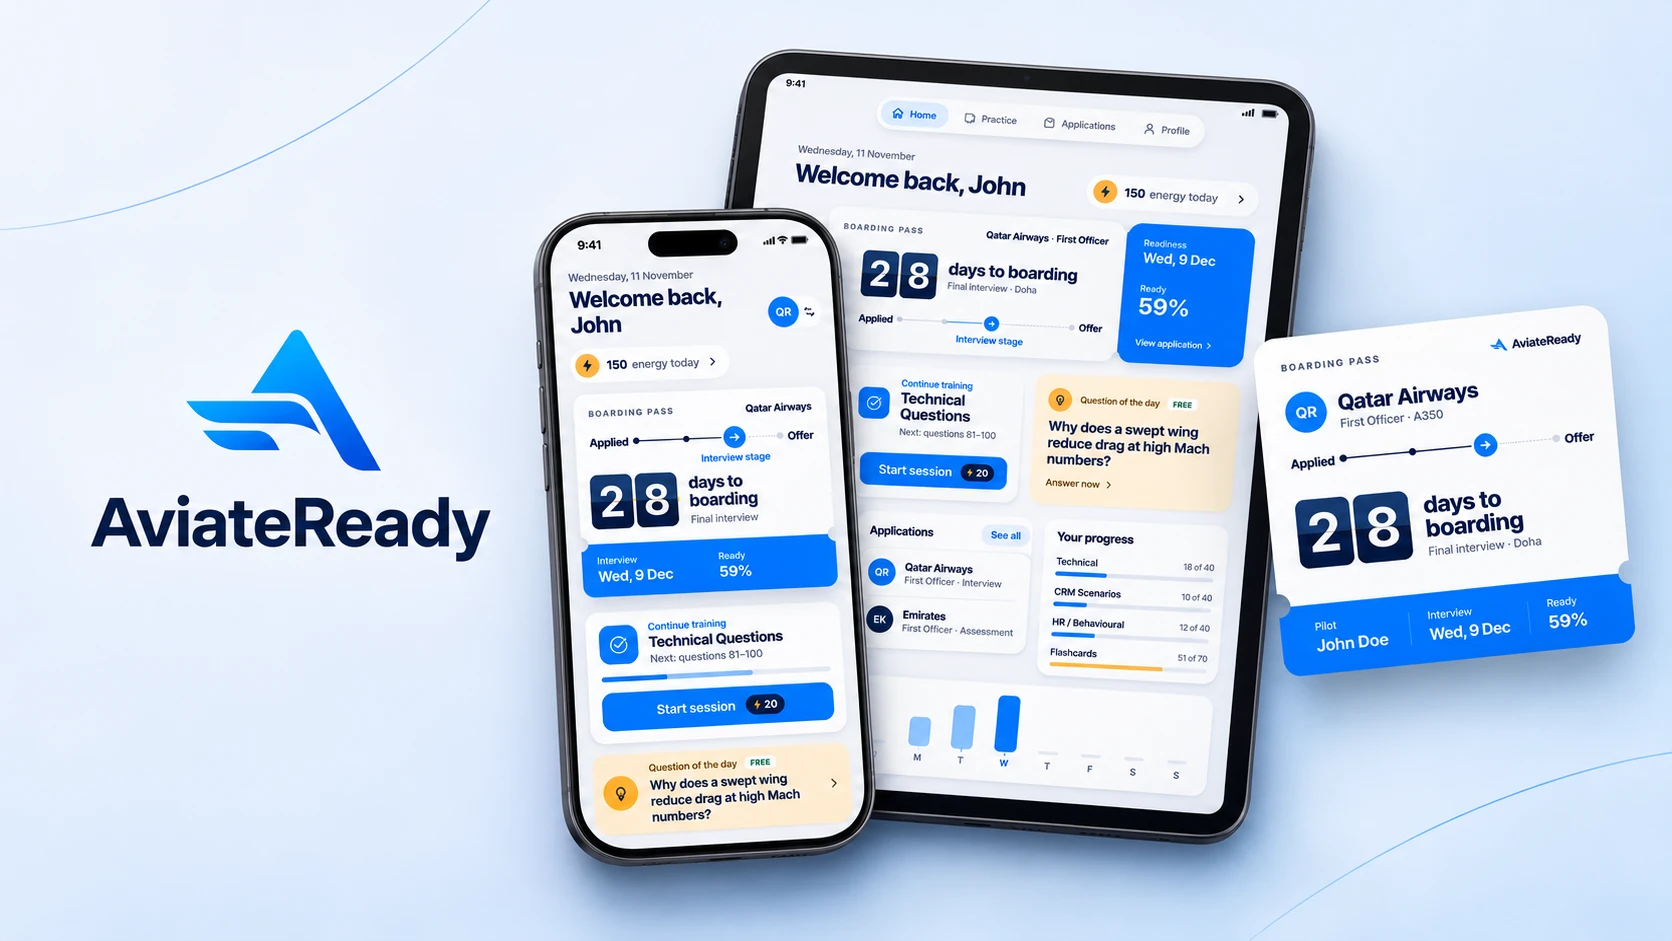 AviateReady
9:41
Wednesday, 11 November
Welcome back,
John
QR
150 energy today
BOARDING PASS
Qatar Airways
Applied
Offer
Interview stage
28
days to
boarding
Final interview
Interview
Wed, 9 Dec
Ready
59%
Continue training
Technical Questions
Next: questions 81–100
Start session
20
Question of the day
FREE
Why does a swept wing
reduce drag at high Mach
numbers?
9:41
Home
Practice
Applications
Profile
Wednesday, 11 November
Welcome back, John
150 energy today
BOARDING PASS
Qatar Airways · First Officer
28
days to boarding
Final interview · Doha
Applied
Offer
Interview stage
Readiness
Wed, 9 Dec
Ready
59%
View application
Continue training
Technical
Questions
Next: questions 81–100
Start session
20
Question of the day
FREE
Why does a swept wing
reduce drag at high Mach
numbers?
Answer now
Applications
See all
QR
Qatar Airways
First Officer · Interview
EK
Emirates
First Officer · Assessment
Your progress
Technical
18 of 40
CRM Scenarios
10 of 40
HR / Behavioural
12 of 40
Flashcards
51 of 70
M
T
W
T
F
S
S
BOARDING PASS
AviateReady
QR
Qatar Airways
First Officer · A350
Applied
Offer
28
days to
boarding
Final interview · Doha
Pilot
John Doe
Interview
Wed, 9 Dec
Ready
59%